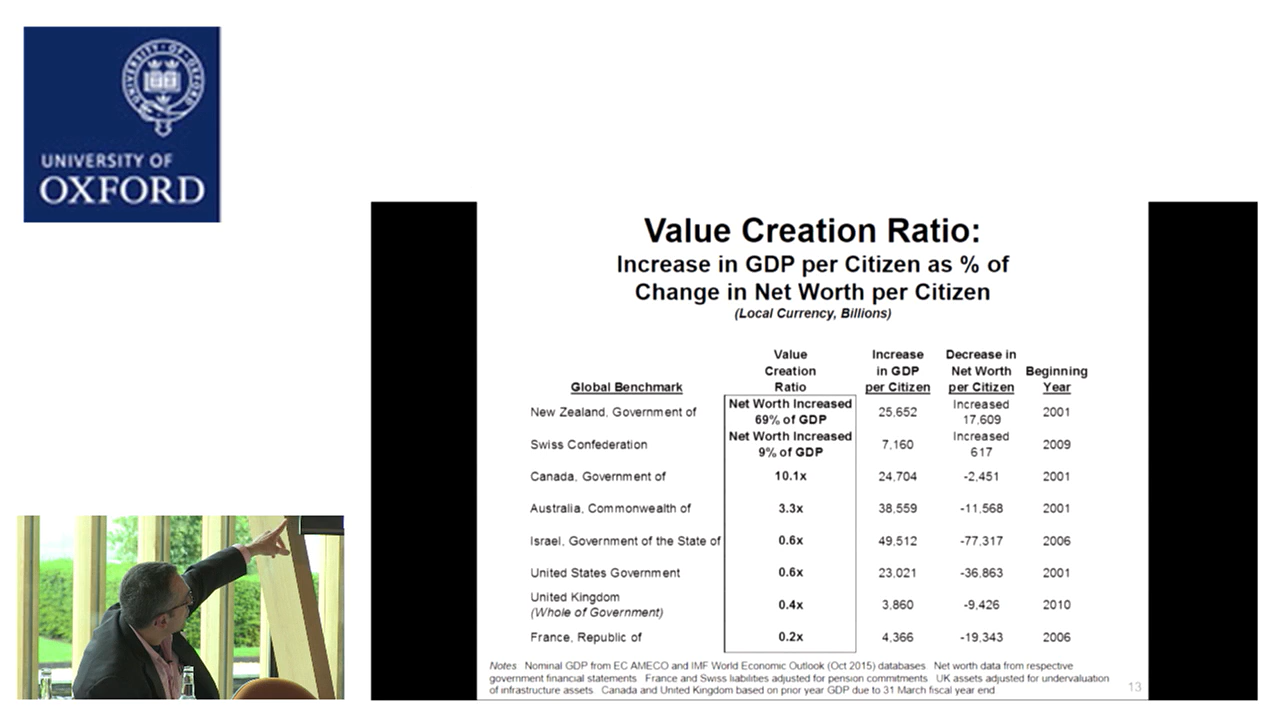 UNIVERSITY OF
OXFORD
Value Creation Ratio:
Increase in GDP per Citizen as % of
Change in Net Worth per Citizen
(Local Currency, Billions)
Global Benchmark
Value
Creation
Ratio
Increase
in GDP
per Citizen
Decrease in
Net Worth
per Citizen
Beginning
Year
New Zealand, Government of
Net Worth Increased
69% of GDP
25,652
Increased
17,609
2001
Swiss Confederation
Net Worth Increased
9% of GDP
7,160
Increased
617
2009
Canada, Government of 10.1x 24,704 -2,451 2001
Australia, Commonwealth of 3.3x 38,559 -11,568 2001
Israel, Government of the State of 0.6x 49,512 -77,317 2006
United States Government 0.6x 23,021 -36,863 2001
United Kingdom
(Whole of Government) 0.4x 3,860 -9,426 2010
France, Republic of 0.2x 4,366 -19,343 2006
Notes Nominal GDP from EC AMECO and IMF World Economic Outlook (Oct 2015) databases Net worth data from respective
government financial statements France and Swiss liabilities adjusted for pension commitments UK assets adjusted for undervaluation
of infrastructure assets Canada and United Kingdom based on prior year GDP due to 31 March fiscal year end
13